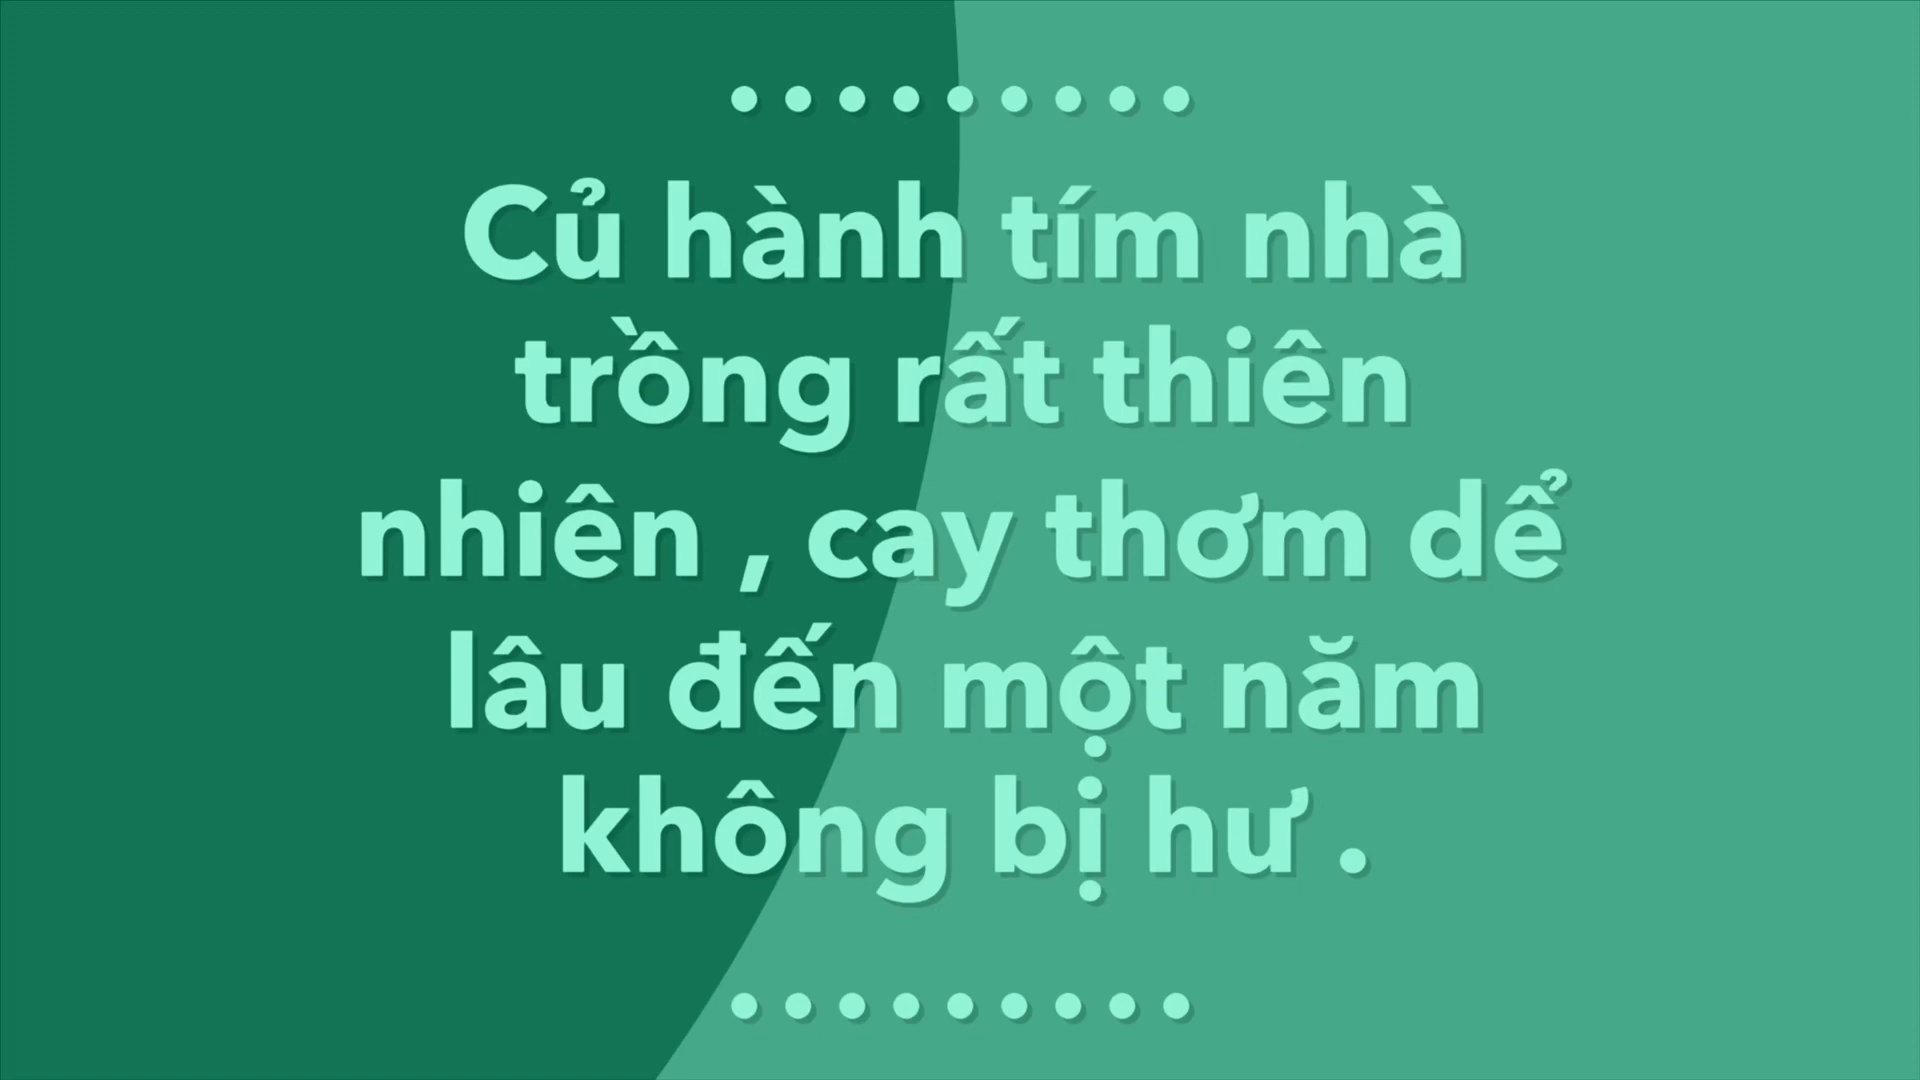 Củ hành tím nhà
trồng rất thiên
nhiên , cay thơm dể
lâu đến một năm
không bị hư .